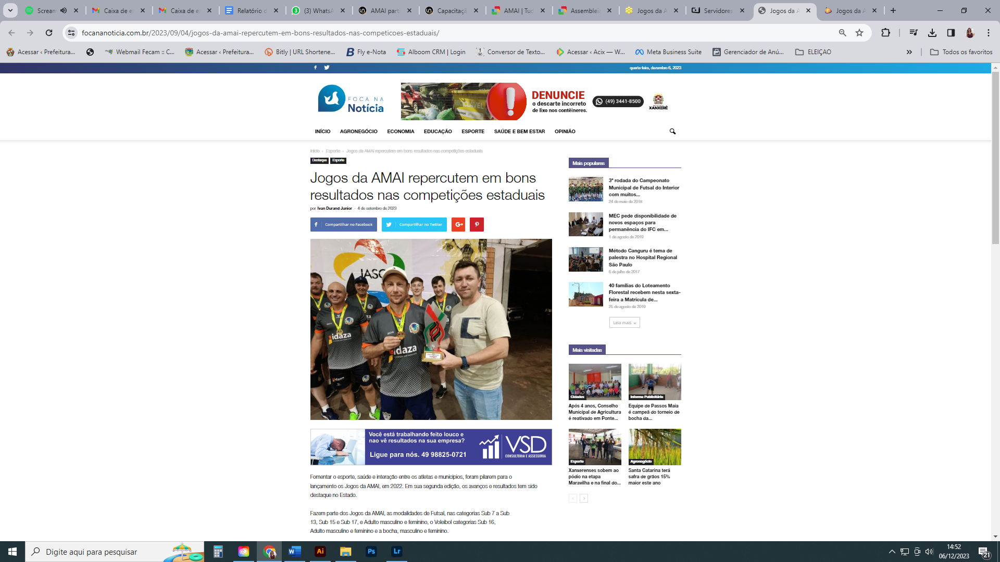 Scream
Caixa de e
Caixa de e
Relatório d
(3) WhatsA
AMAI parti
Capacitaçã
AMAI | Tud
Assembleia
Jogos da A
Servidores
Jogos da A
Jogos da A
focananoticia.com.br/2023/09/04/jogos-da-amai-repercutem-em-bons-resultados-nas-competicoes-estaduais/
Acessar ‹ Prefeitura...
Webmail Fecam :: C...
Acessar ‹ Prefeitura...
Bitly | URL Shortene...
Fly e-Nota
Alboom CRM | Login
Conversor de Texto...
Acessar ‹ Acix — W...
Meta Business Suite
Gerenciador de Anú...
ELEIÇAO
Todos os favoritos
quarta-feira, dezembro 6, 2023
FOCA NA
Notícia
RECICLÁVEL
DENUNCIE
o descarte incorreto
de lixo nos contêineres.
(49) 3441-8500
XANXERÊ
INÍCIO
AGRONEGÓCIO
ECONOMIA
EDUCAÇÃO
ESPORTE
SAÚDE E BEM ESTAR
OPINIÃO
Início › Esporte › Jogos da AMAI repercutem em bons resultados nas competições estaduais
Destaque
Esporte
Jogos da AMAI repercutem em bons
resultados nas competições estaduais
por Ivan Durand Junior - 4 de setembro de 2023
Compartilhar no Facebook
Compartilhar no Twitter
G+
JASC
idaza
idaza
Você está trabalhando feito louco e
nao vê resultados na sua empresa?
Ligue para nós. 49 98825-0721
VSD
CONSULTORIA E ASSESSORIA
Fomentar o esporte, saúde e interação entre os atletas e municípios, foram pilarem para o
lançamento os Jogos da AMAI, em 2022. Em sua segunda edição, os avanços e resultados tem sido
destaque no Estado.
Fazem parte dos Jogos da AMAI, as modalidades de Futsal, nas categorias Sub 7 a Sub
13, Sub 15 e Sub 17, e Adulto masculino e feminino, o Voleibol categorias Sub 16,
Adulto masculino e feminino e a bocha, masculino e feminino.
Mais populares
3ª rodada do Campeonato
Municipal de Futsal do Interior
com muitos...
24 de maio de 2018
MEC pede disponibilidade de
novos espaços para
permanência do IFC em...
1 de agosto de 2019
Método Canguru é tema de
palestra no Hospital Regional
São Paulo
6 de julho de 2017
40 famílias do Loteamento
Florestal recebem nesta sexta-
feira a Matrícula de...
25 de agosto de 2019
Leia mais
Mais visitadas
Cidades
Após 4 anos, Conselho
Municipal de Agricultura
é reativado em Ponte...
Informe Publicitário
Equipe de Passos Maia
é campeã do torneio de
bocha da...
Esporte
Xanxerenses sobem ao
pódio na etapa
Maravilha e na final do...
Agronegócio
Santa Catarina terá
safra de grãos 15%
maior este ano
Digite aqui para pesquisar
Ai
Ps
Lr
14:52
06/12/2023
21